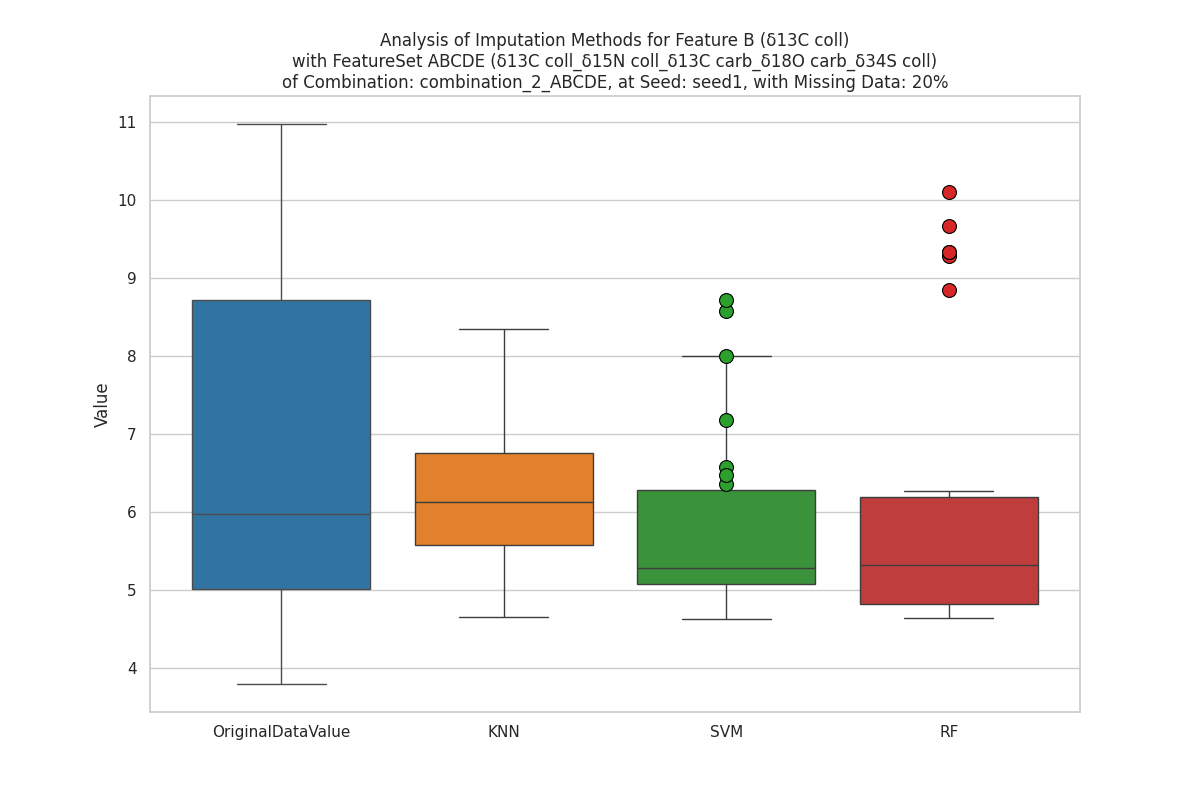 Analysis of Imputation Methods for Feature B (δ13C coll)
with FeatureSet ABCDE (δ13C coll_δ15N coll_δ13C carb_δ18O carb_δ34S coll)
of Combination: combination_2_ABCDE, at Seed: seed1, with Missing Data: 20%
11
10
9
8
7
6
5
4
Value
OriginalDataValue
KNN
SVM
RF